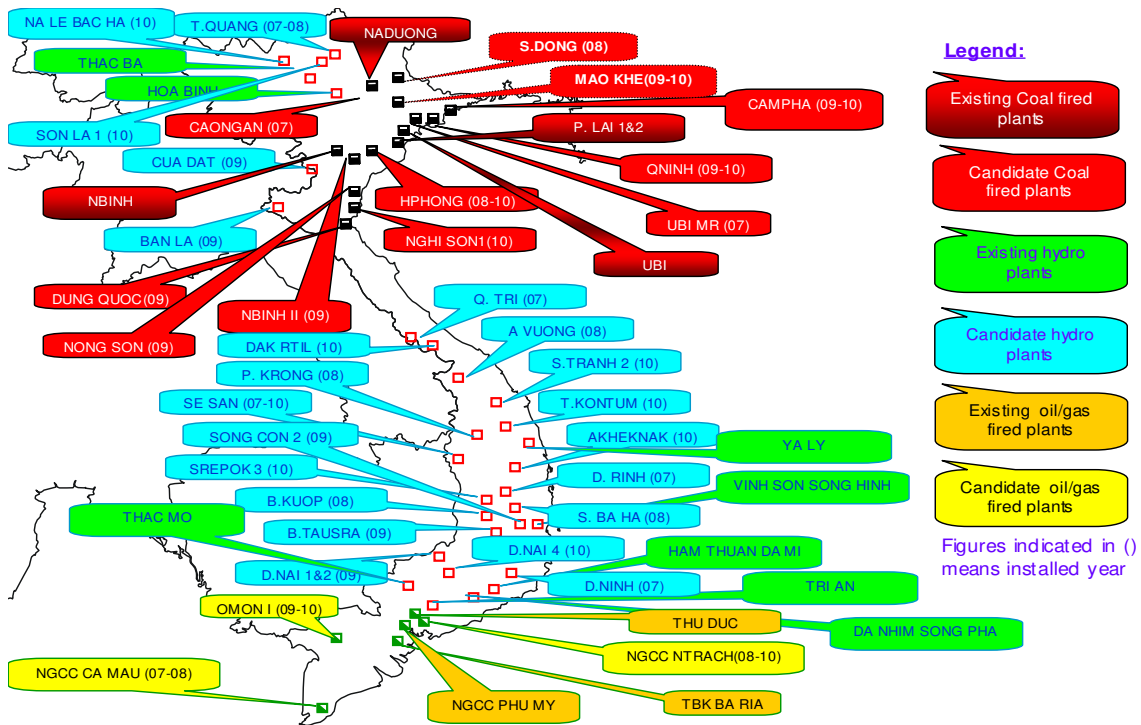 NA LE BAC HA (10)
T.QUANG (07-08)
NADUONG
S.DONG (08)
THAC BA
MAO KHE(09-10)
HOA BINH
CAMPHA (09-10)
SON LA 1 (10)
CAONGAN (07)
P. LAI 1&2
CUA DAT (09)
QNINH (09-10)
NBINH
HPHONG (08-10)
UBI MR (07)
BAN LA (09)
NGHI SON1(10)
UBI
DUNG QUOC(09)
NBINH II (09)
NONG SON (09)
Q. TRI (07)
A VUONG (08)
DAK RTIL (10)
S.TRANH 2 (10)
P. KRONG (08)
T.KONTUM (10)
SE SAN (07-10)
AKHEKNAK (10)
YA LY
SONG CON 2 (09)
SREPOK 3 (10)
D. RINH (07)
VINH SON SONG HINH
B.KUOP (08)
S. BA HA (08)
THAC MO
B.TAUSRA (09)
D.NAI 4 (10)
HAM THUAN DA MI
D.NAI 1&2 (09)
D.NINH (07)
TRI AN
OMON I (09-10)
THU DUC
DA NHIM SONG PHA
NGCC CA MAU (07-08)
NGCC NTRACH(08-10)
NGCC PHU MY
TBK BA RIA
Legend:
Existing Coal fired
plants
Candidate Coal
fired plants
Existing hydro
plants
Candidate hydro
plants
Existing oil/gas
fired plants
Candidate oil/gas
fired plants
Figures indicated in ()
means installed year